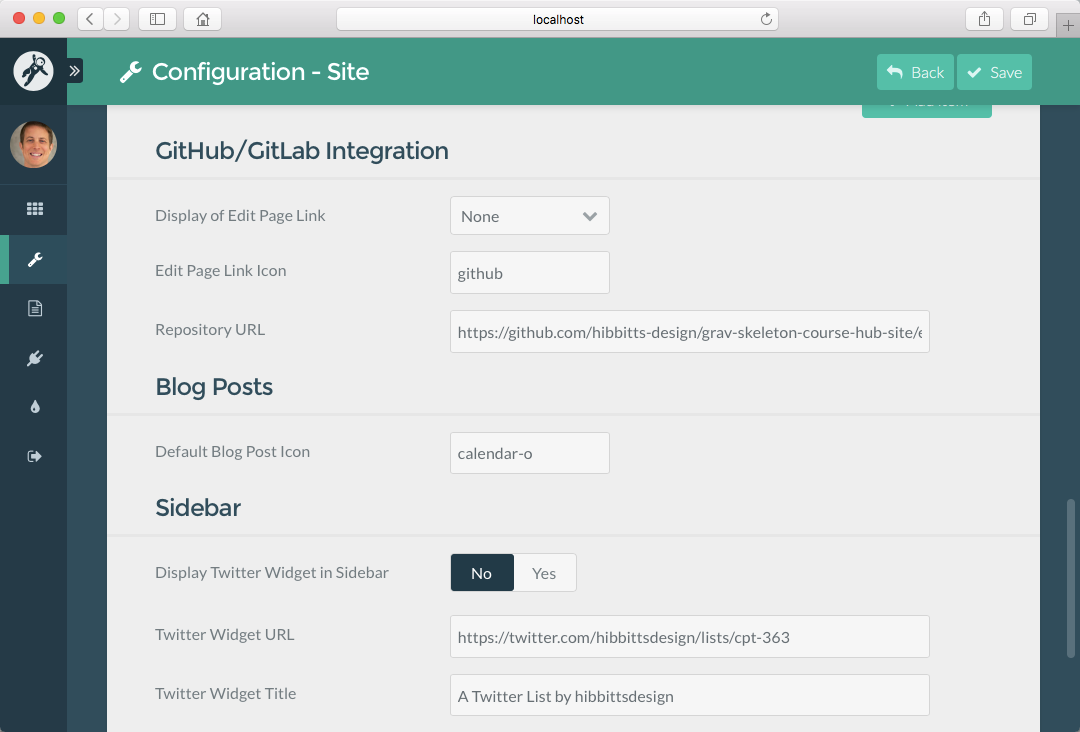 localhost
Configuration - Site
Back
Save
GitHub/GitLab Integration
Display of Edit Page Link
None
Edit Page Link Icon
github
Repository URL
https://github.com/hibbitts-design/grav-skeleton-course-hub-site/e
Blog Posts
Default Blog Post Icon
calendar-o
Sidebar
Display Twitter Widget in Sidebar
No
Yes
Twitter Widget URL
https://twitter.com/hibbittsdesign/lists/cpt-363
Twitter Widget Title
A Twitter List by hibbittsdesign